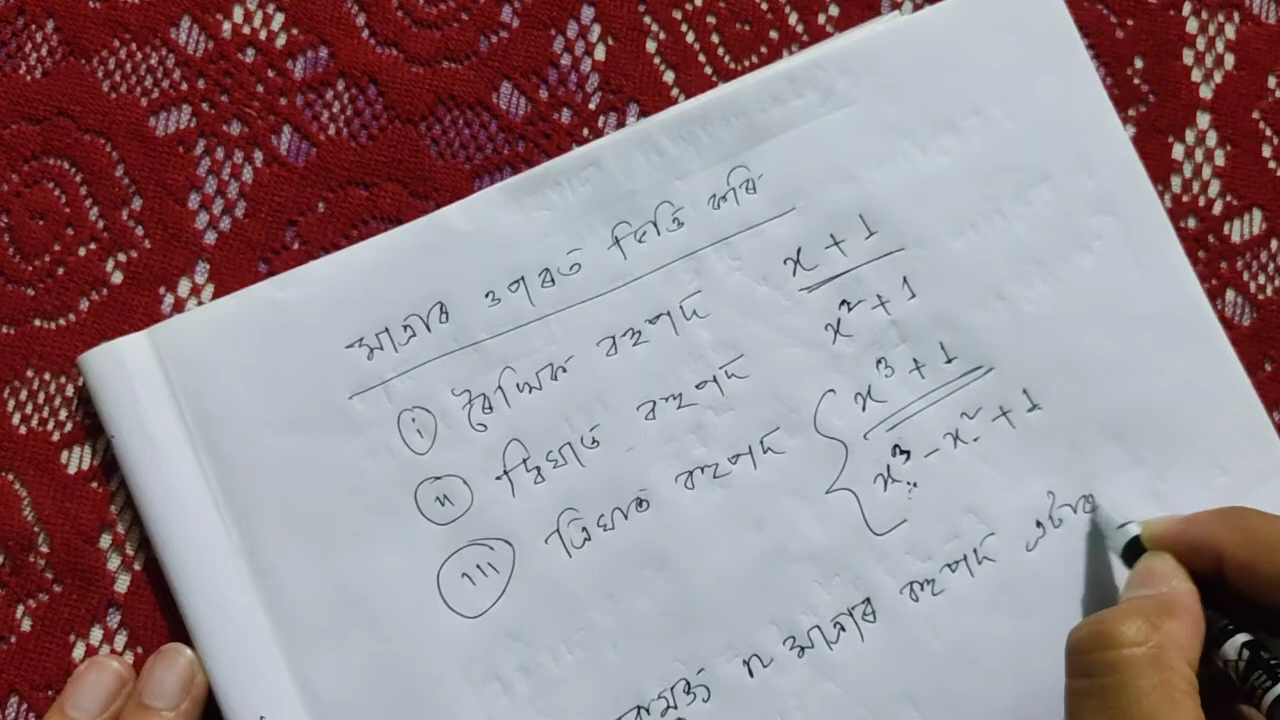 মাত্ৰাৰ ওপৰত ভিত্তি কৰি
(i) ৰৈখিক বহুপদ x + 1
(ii) দ্বিঘাত বহুপদ x² + 1
(iii) ত্ৰিঘাত বহুপদ { x³ + 1
x³ - x² + 1
n মাত্ৰাৰ বহুপদ এটাৰ